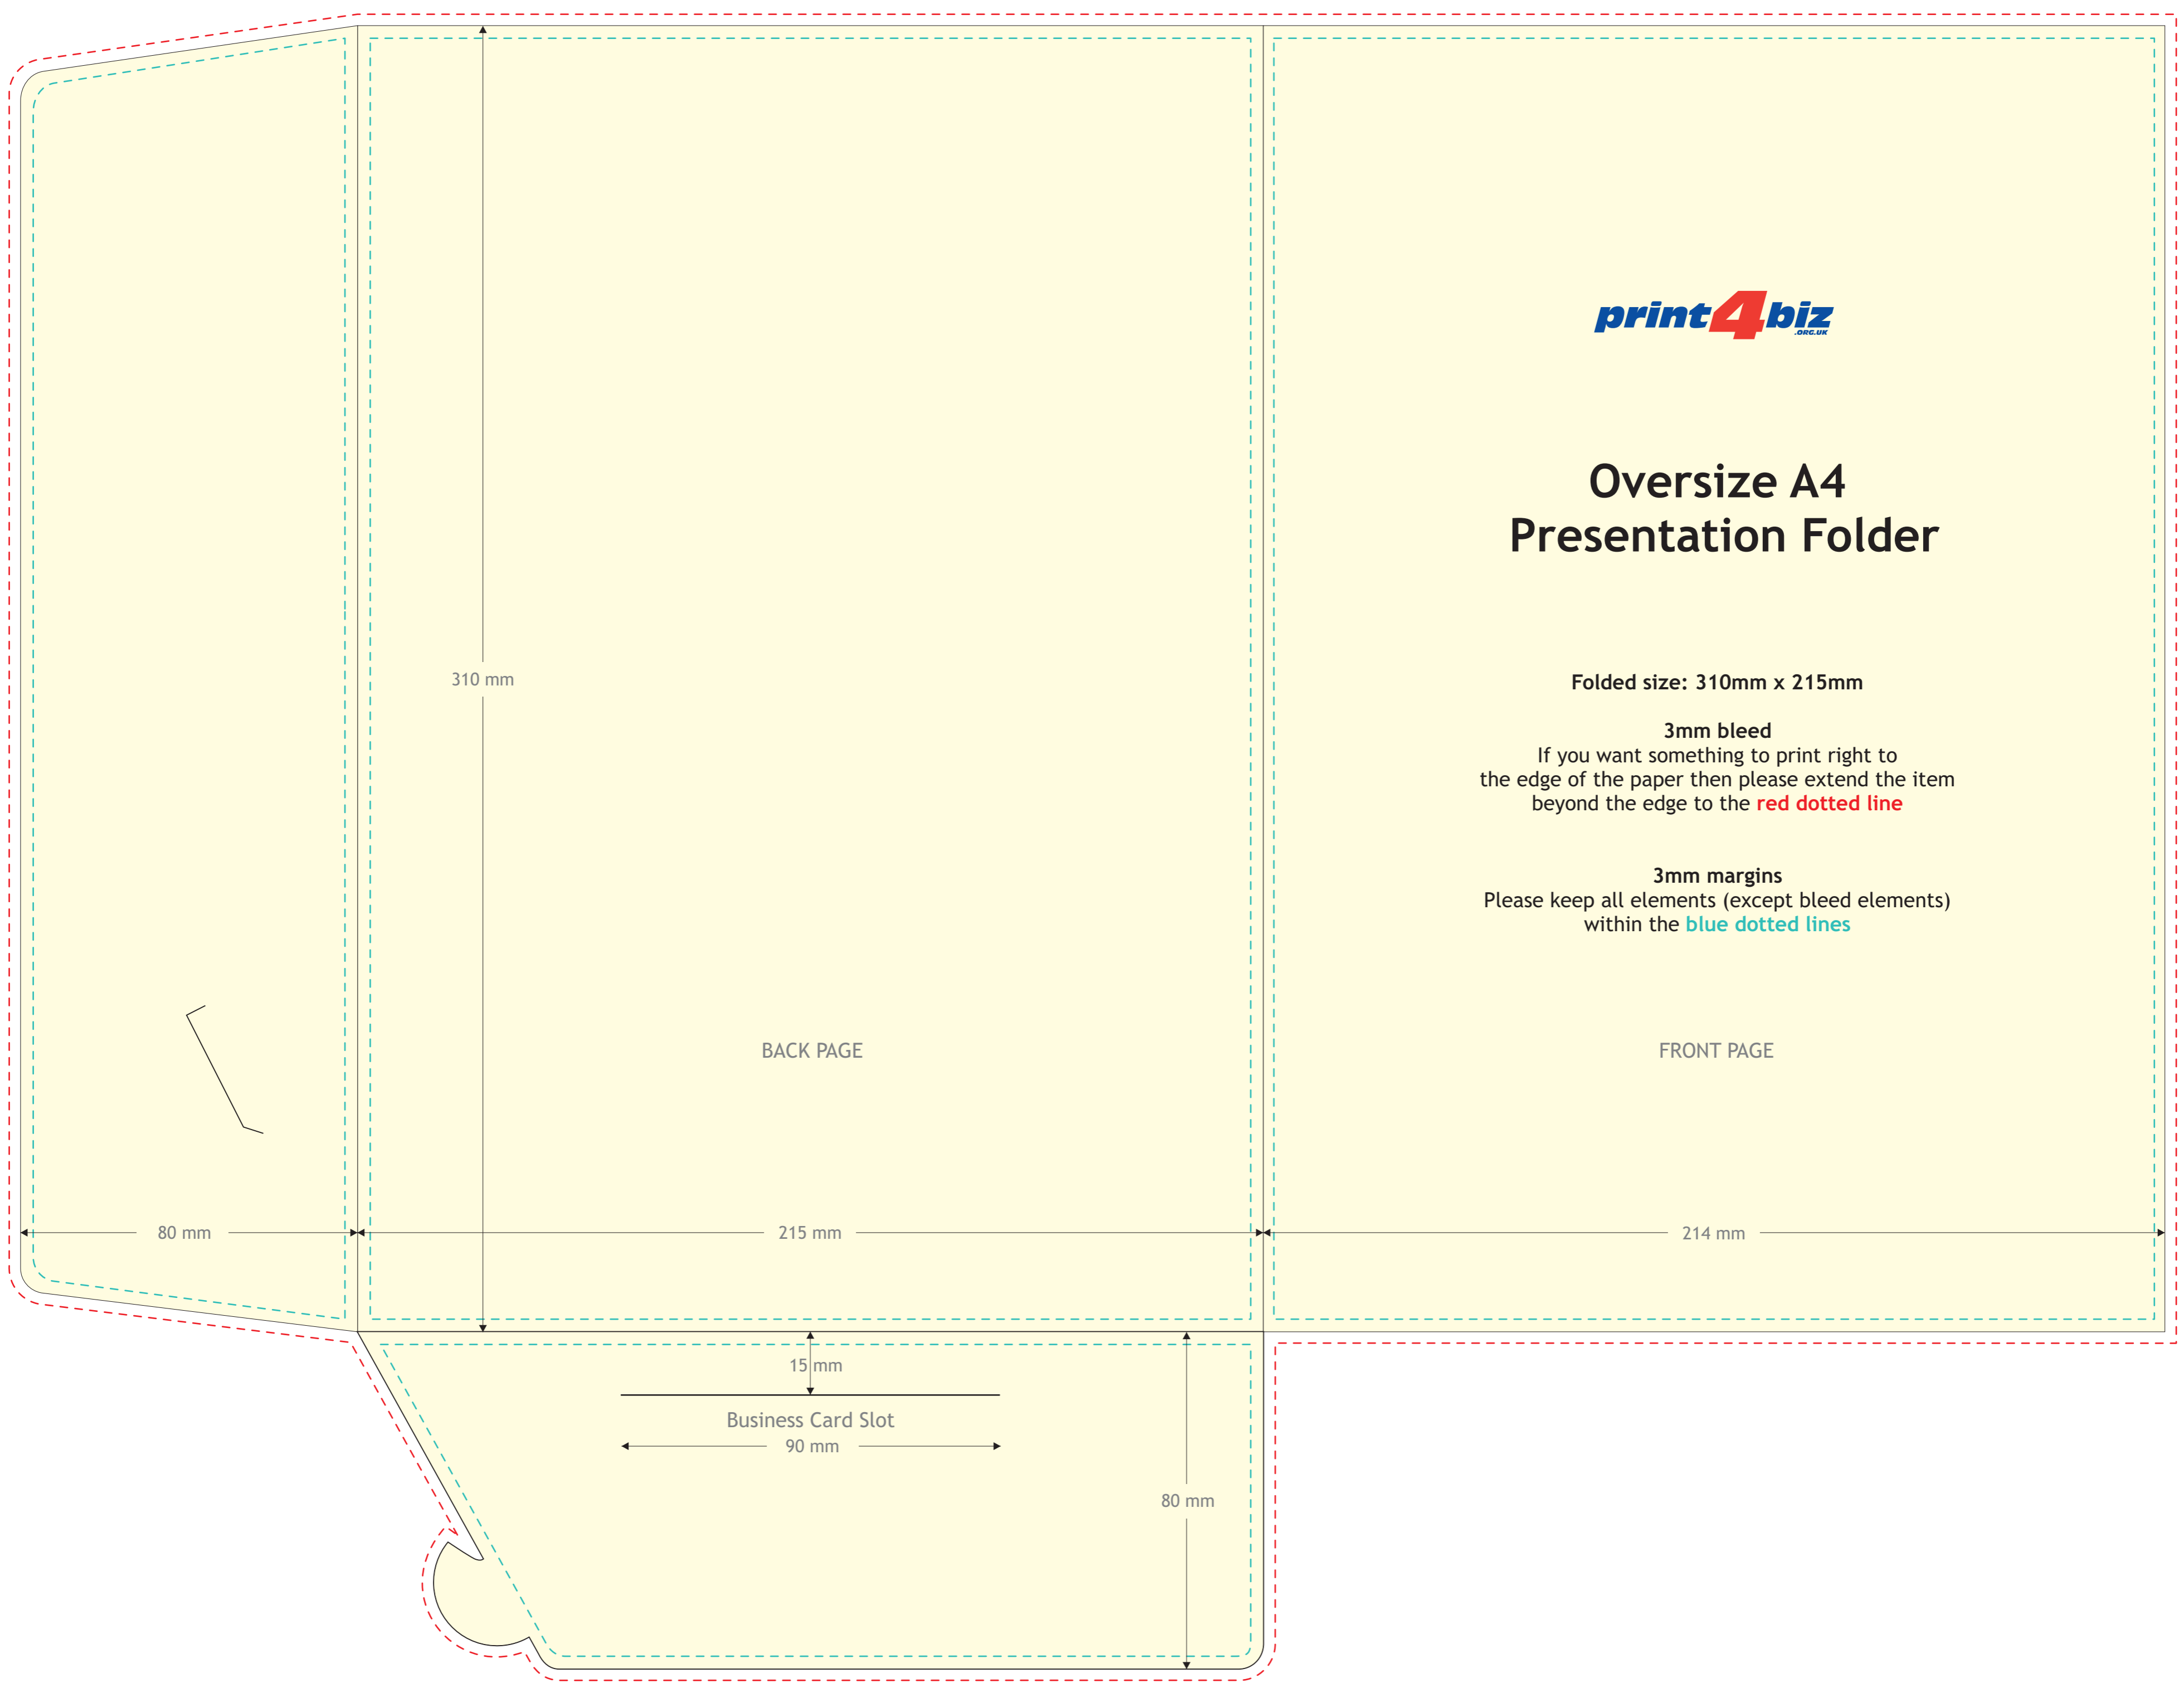 print4biz
.ORG.UK
Oversize A4
Presentation Folder
310 mm
Folded size: 310mm x 215mm
3mm bleed
If you want something to print right to
the edge of the paper then please extend the item
beyond the edge to the red dotted line
3mm margins
Please keep all elements (except bleed elements)
within the blue dotted lines
BACK PAGE
FRONT PAGE
80 mm
215 mm
214 mm
15 mm
Business Card Slot
90 mm
80 mm